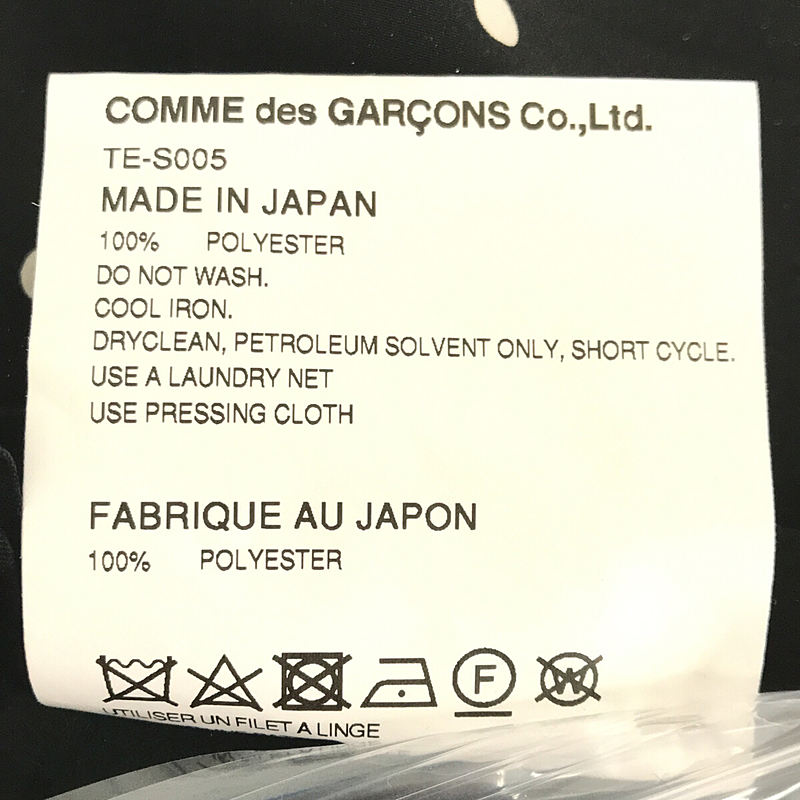 COMME des GARÇONS Co.,Ltd.
TE-S005
MADE IN JAPAN
100% POLYESTER
DO NOT WASH.
COOL IRON.
DRYCLEAN, PETROLEUM SOLVENT ONLY, SHORT CYCLE.
USE A LAUNDRY NET
USE PRESSING CLOTH
FABRIQUE AU JAPON
100% POLYESTER
F W
UTILISER UN FILET A LINGE